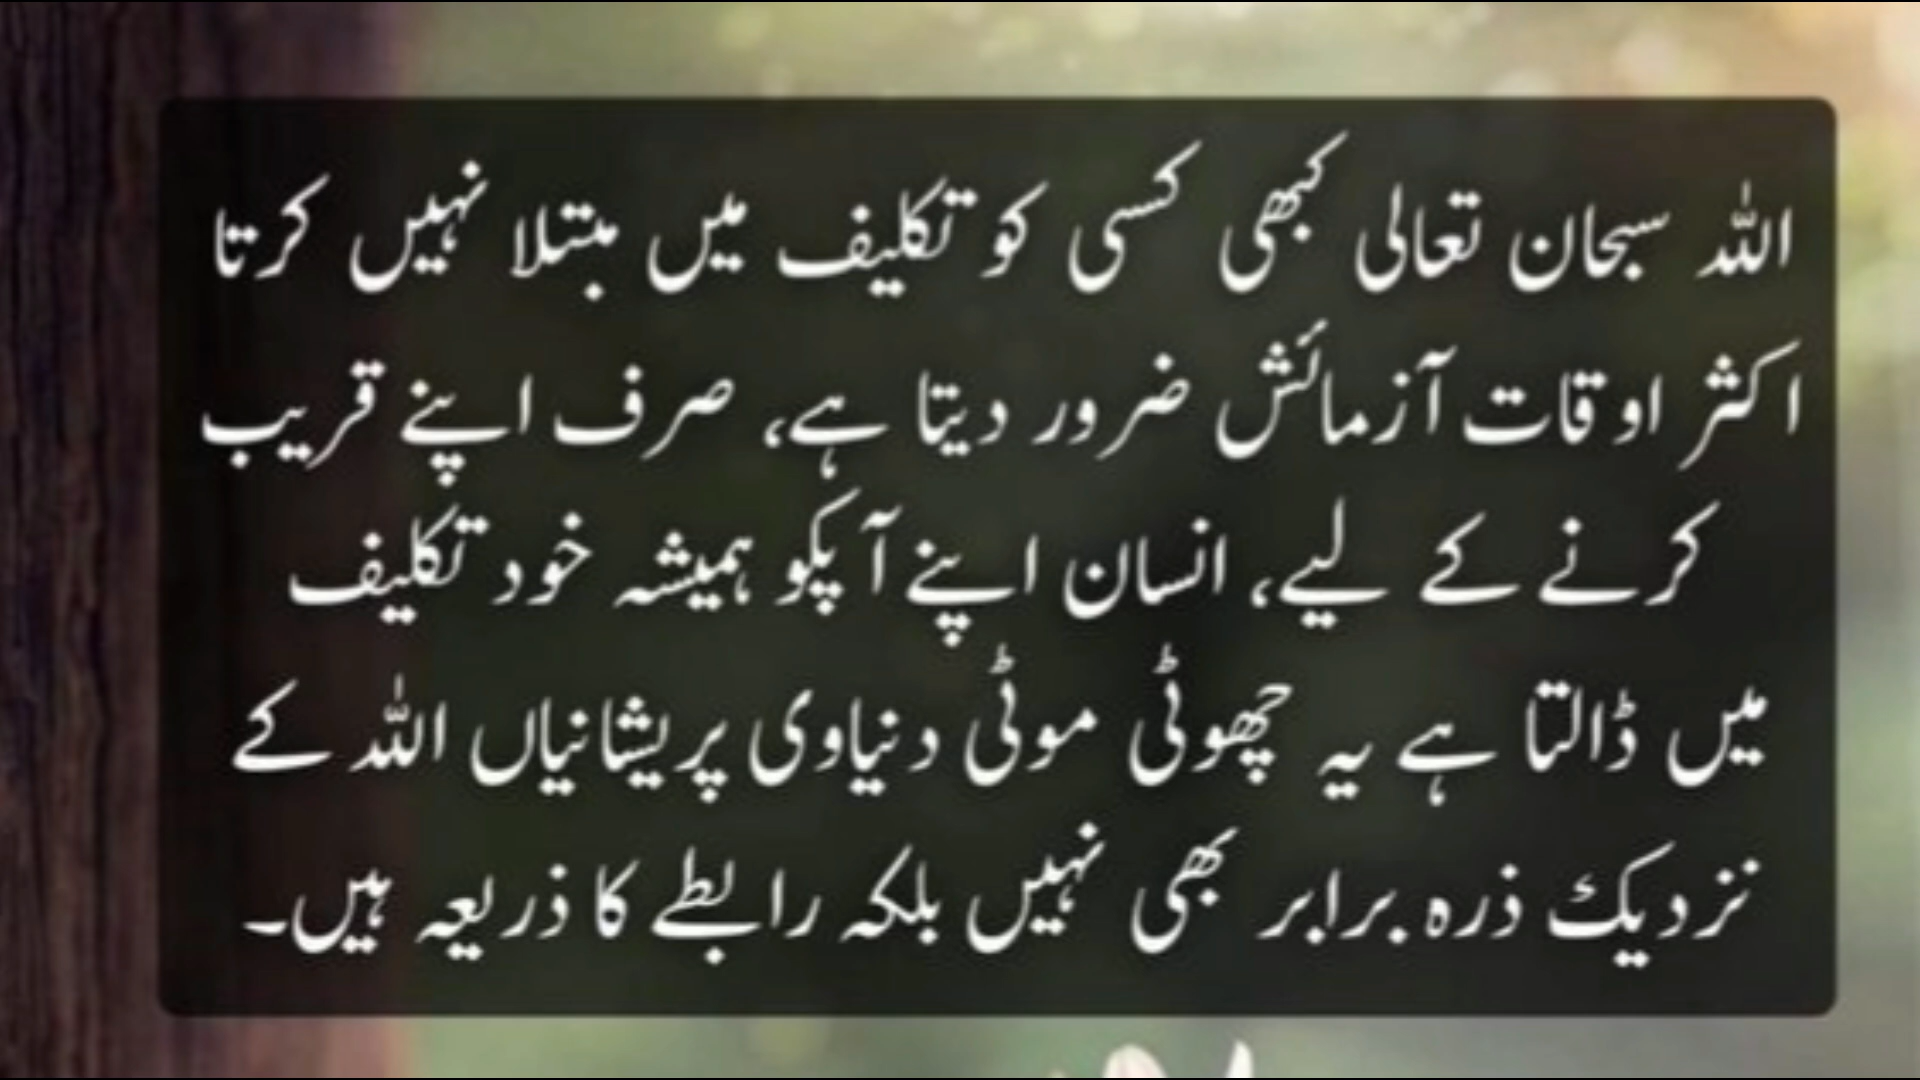 اللہ سبحان تعالی کبھی کسی کو تکلیف میں مبتلا نہیں کرتا
اکثر اوقات آزمائش ضرور دیتا ہے، صرف اپنے قریب
کرنے کے لیے، انسان اپنے آپکو ہمیشہ خود تکلیف
میں ڈالتا ہے یہ چھوٹی موٹی دنیاوی پریشانیاں اللہ کے
نزدیک ذرہ برابر بھی نہیں بلکہ رابطے کا ذریعہ ہیں۔